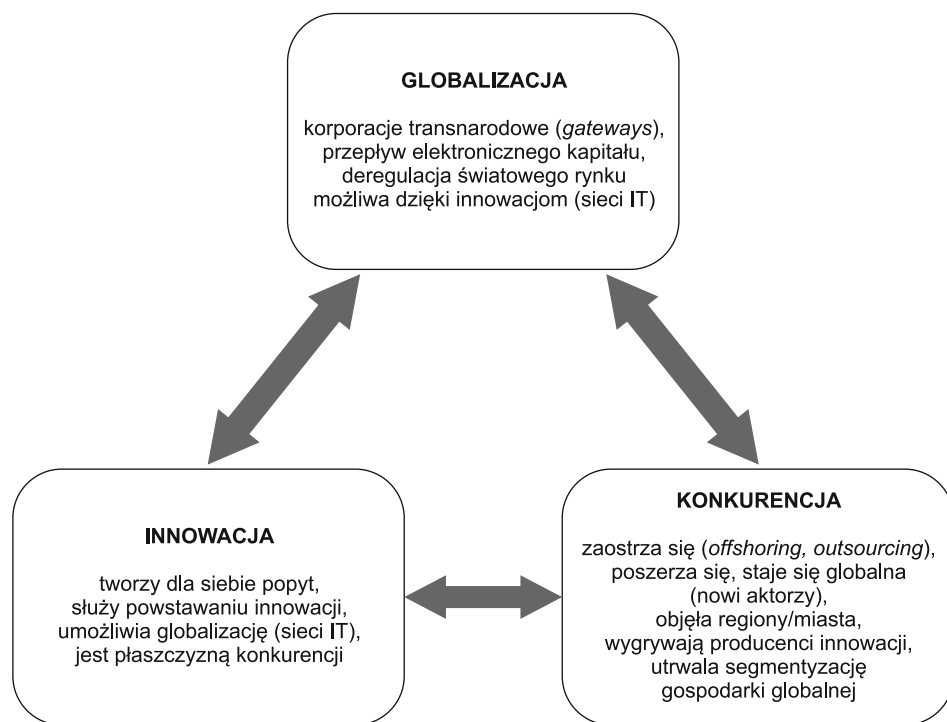 GLOBALIZACJA
korporacje transnarodowe (gateways),
przepływ elektronicznego kapitału,
deregulacja światowego rynku
możliwa dzięki innowacjom (sieci IT)
INNOWACJA
tworzy dla siebie popyt,
służy powstawaniu innowacji,
umożliwia globalizację (sieci IT),
jest płaszczyzną konkurencji
KONKURENCJA
zaostrza się (offshoring, outsourcing),
poszerza się, staje się globalna
(nowi aktorzy),
objęła regiony/miasta,
wygrywają producenci innowacji,
utrwala segmentyzację
gospodarki globalnej